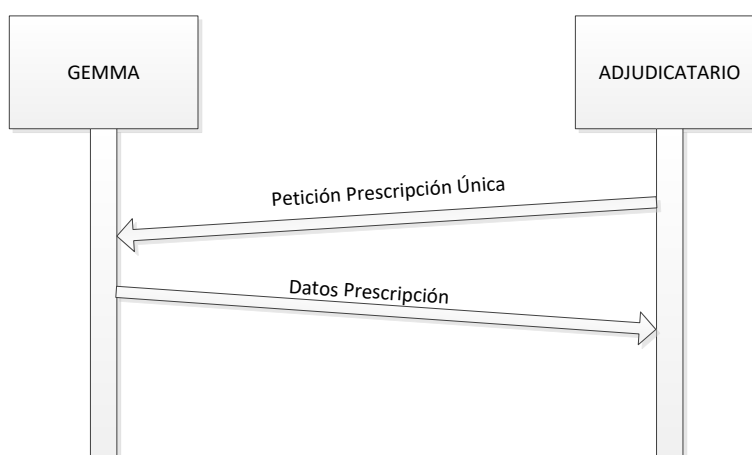 GEMMA
ADJUDICATARIO
Petición Prescripción Única
Datos Prescripción